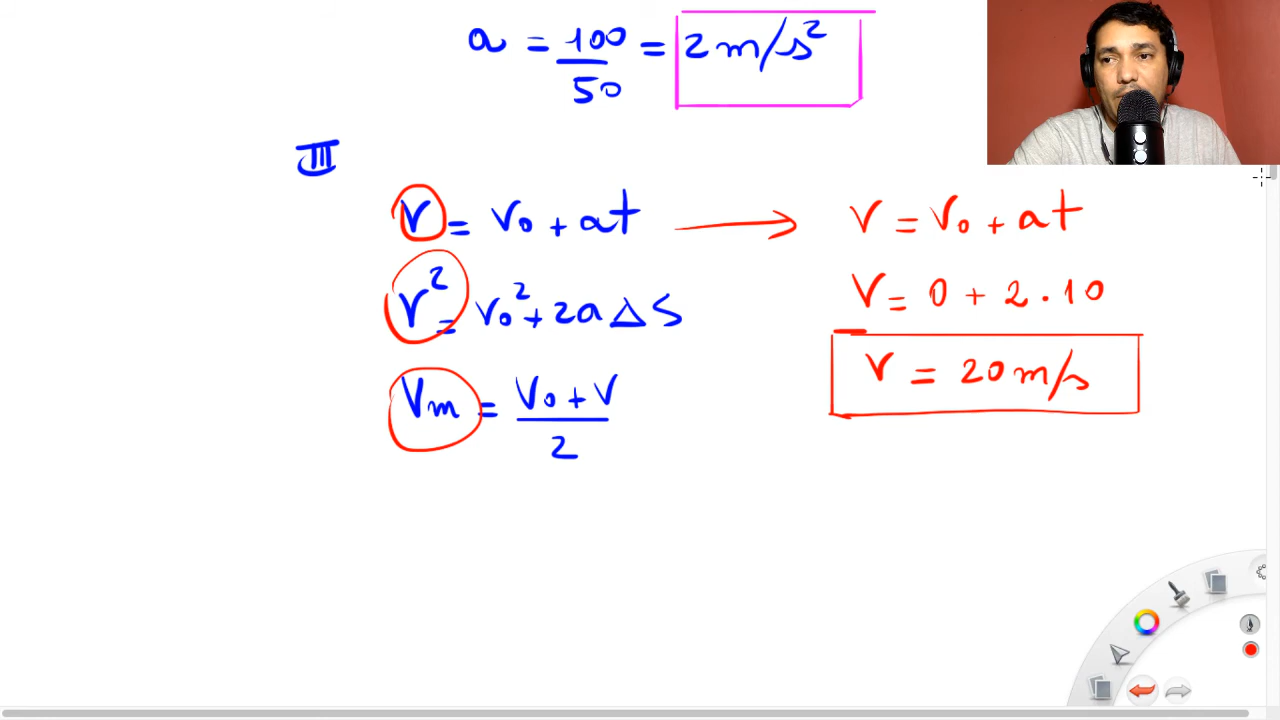 a = 100/50 = 2 m/s²
III
V = V₀ + at → V = V₀ + at
V² = V₀² + 2aΔS
V = 0 + 2 · 10
Vm = (V₀ + V)/2
V = 20 m/s